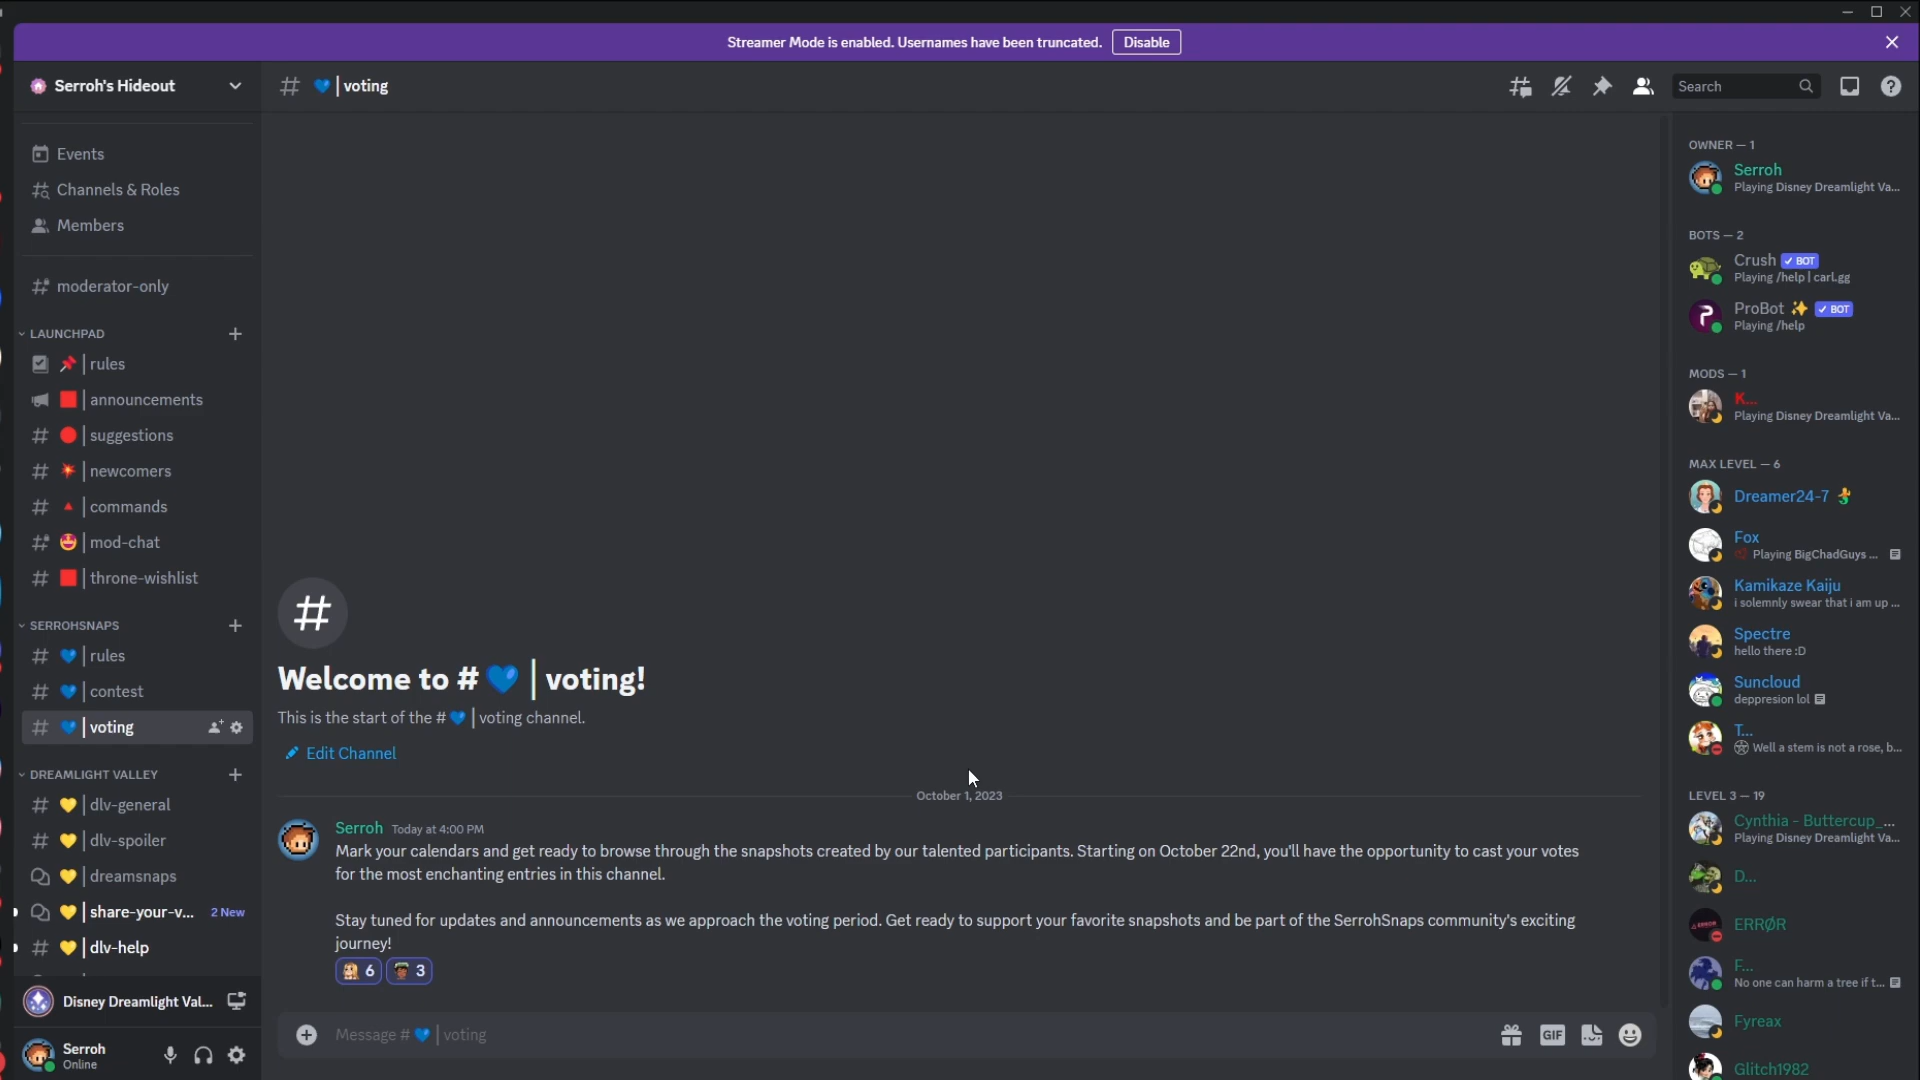 Streamer Mode is enabled. Usernames have been truncated. Disable
Serroh's Hideout
Events
Channels & Roles
Members
moderator-only
LAUNCHPAD
rules
announcements
suggestions
newcomers
commands
mod-chat
throne-wishlist
SERROHSNAPS
rules
contest
voting
DREAMLIGHT VALLEY
dlv-general
dlv-spoiler
dreamsnaps
share-your-v... 2 New
dlv-help
Disney Dreamlight Val...
Serroh
Online
# 💙 | voting
Search
Welcome to # 💙 | voting!
This is the start of the # 💙 | voting channel.
Edit Channel
October 1, 2023
Serroh Today at 4:00 PM
Mark your calendars and get ready to browse through the snapshots created by our talented participants. Starting on October 22nd, you'll have the opportunity to cast your votes
for the most enchanting entries in this channel.
Stay tuned for updates and announcements as we approach the voting period. Get ready to support your favorite snapshots and be part of the SerrohSnaps community's exciting
journey!
6 3
Message # 💙 | voting
GIF
OWNER — 1
Serroh
Playing Disney Dreamlight Va...
BOTS — 2
Crush ✓ BOT
Playing /help | carl.gg
ProBot ✨ ✓ BOT
Playing /help
MODS — 1
K...
Playing Disney Dreamlight Va...
MAX LEVEL — 6
Dreamer24-7
Fox
Playing BigChadGuys ...
Kamikaze Kaiju
i solemnly swear that i am up ...
Spectre
hello there :D
Suncloud
deppresion lol
T...
Well a stem is not a rose, b...
LEVEL 3 — 19
Cynthia - Buttercup_...
Playing Disney Dreamlight Va...
D...
ERRØR
F...
No one can harm a tree if t...
Fyreax
Glitch1982